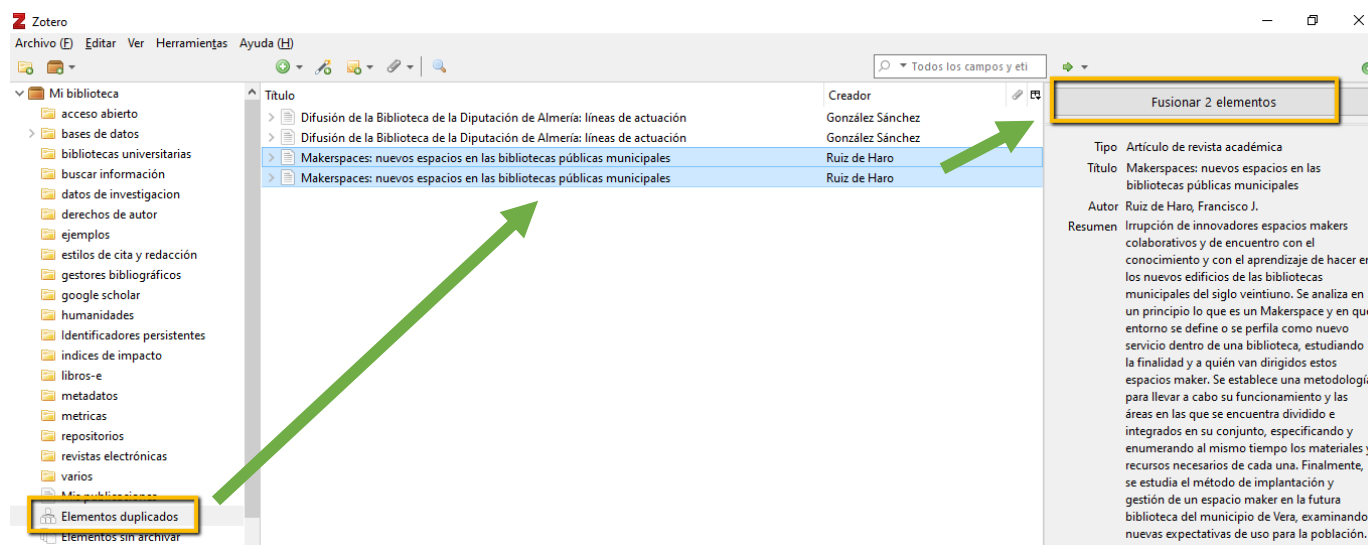 Zotero
Archivo (F) Editar Ver Herramientas Ayuda (H)
Todos los campos y eti
Mi biblioteca
acceso abierto
bases de datos
bibliotecas universitarias
buscar información
datos de investigacion
derechos de autor
ejemplos
estilos de cita y redacción
gestores bibliográficos
google scholar
humanidades
Identificadores persistentes
indices de impacto
libros-e
metadatos
metricas
repositorios
revistas electrónicas
varios
Mis publicaciones
Elementos duplicados
Elementos sin archivar
Título Creador
Difusión de la Biblioteca de la Diputación de Almería: líneas de actuación González Sánchez
Difusión de la Biblioteca de la Diputación de Almería: líneas de actuación González Sánchez
Makerspaces: nuevos espacios en las bibliotecas públicas municipales Ruiz de Haro
Makerspaces: nuevos espacios en las bibliotecas públicas municipales Ruiz de Haro
Fusionar 2 elementos
Tipo Artículo de revista académica
Título Makerspaces: nuevos espacios en las
bibliotecas públicas municipales
Autor Ruiz de Haro, Francisco J.
Resumen Irrupción de innovadores espacios makers
colaborativos y de encuentro con el
conocimiento y con el aprendizaje de hacer en
los nuevos edificios de las bibliotecas
municipales del siglo veintiuno. Se analiza en
un principio lo que es un Makerspace y en que
entorno se define o se perfila como nuevo
servicio dentro de una biblioteca, estudiando
la finalidad y a quién van dirigidos estos
espacios maker. Se establece una metodología
para llevar a cabo su funcionamiento y las
áreas en las que se encuentra dividido e
integrados en su conjunto, especificando y
enumerando al mismo tiempo los materiales y
recursos necesarios de cada una. Finalmente,
se estudia el método de implantación y
gestión de un espacio maker en la futura
biblioteca del municipio de Vera, examinando
nuevas expectativas de uso para la población.